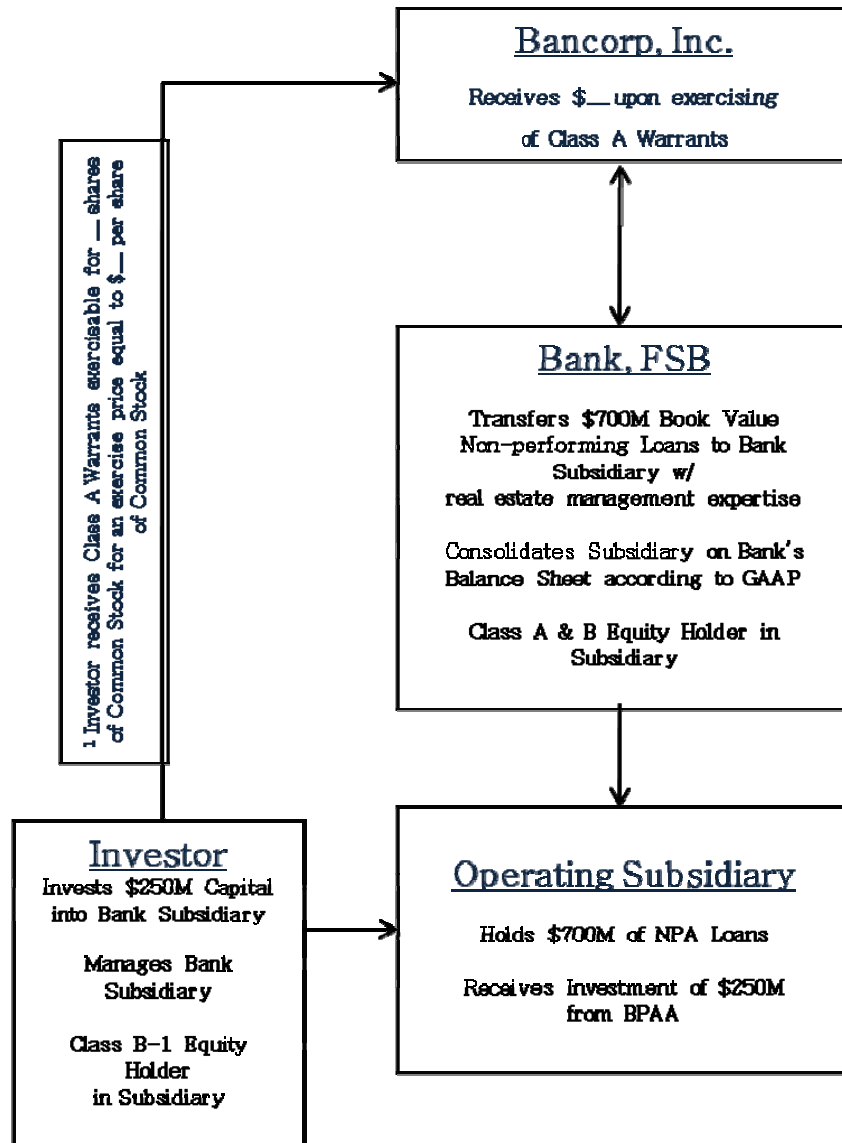 Bancorp, Inc.
Receives $__ upon exercising
of Class A Warrants
1 Investor receives Class A Warrants exercisable for __ shares
of Common Stock for an exercise price equal to $__ per share
of Common Stock
Bank, FSB
Transfers $700M Book Value
Non-performing Loans to Bank
Subsidiary w/
real estate management expertise
Consolidates Subsidiary on Bank's
Balance Sheet according to GAAP
Class A & B Equity Holder in
Subsidiary
Investor
Invests $250M Capital
into Bank Subsidiary
Manages Bank
Subsidiary
Class B-1 Equity
Holder
in Subsidiary
Operating Subsidiary
Holds $700M of NPA Loans
Receives Investment of $250M
from BPAA